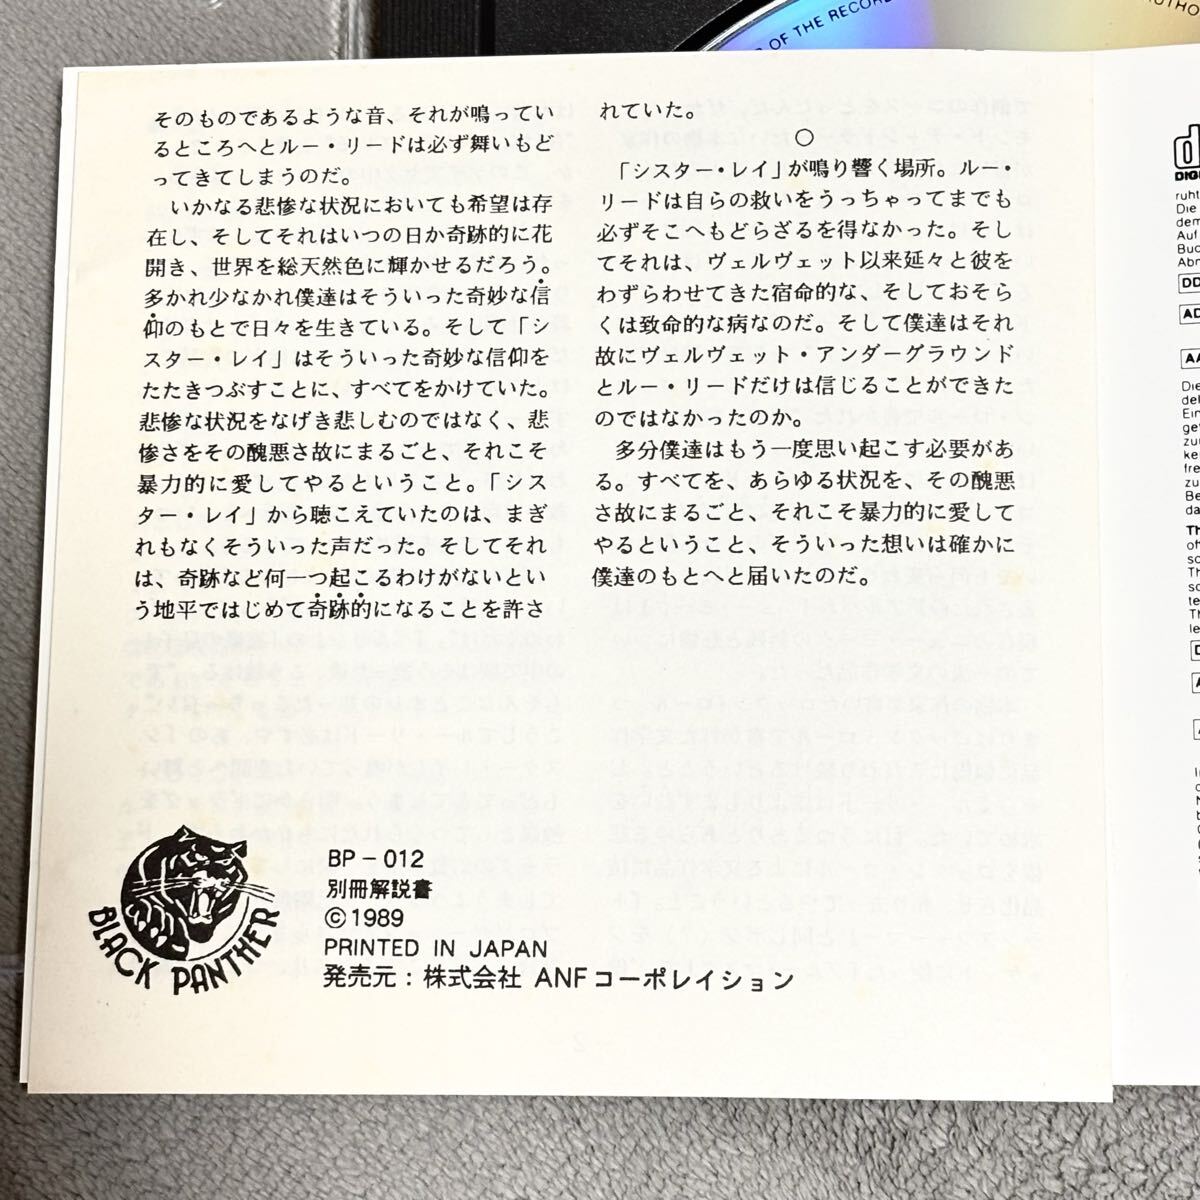 そのものであるような音、それが鳴ってい
るところへとルー・リードは必ず舞いもど
ってきてしまうのだ。
いかなる悲惨な状況においても希望は存
在し、そしてそれはいつの日か奇跡的に花
開き、世界を総天然色に輝かせるだろう。
多かれ少なかれ僕達はそういった奇妙な信
仰のもとで日々を生きている。そして「シ
スター・レイ」はそういった奇妙な信仰を
たたきつぶすことに、すべてをかけていた。
悲惨な状況をなげき悲しむのではなく、悲
惨さをその醜悪さ故にまるごと、それこそ
暴力的に愛してやるということ。「シス
ター・レイ」から聴こえていたのは、まぎ
れもなくそういった声だった。そしてそれ
は、奇跡など何一つ起こるわけがないとい
う地平ではじめて奇跡的になることを許さ
れていた。
○
「シスター・レイ」が鳴り響く場所。ルー・
リードは自らの救いをうっちゃってまでも
必ずそこへもどらざるを得なかった。そし
てそれは、ヴェルヴェット以来延々と彼を
わずらわせてきた宿命的な、そしておそら
くは致命的な病なのだ。そして僕達はそれ
故にヴェルヴェット・アンダーグラウンド
とルー・リードだけは信じることができた
のではなかったのか。
多分僕達はもう一度思い起こす必要があ
る。すべてを、あらゆる状況を、その醜悪
さ故にまるごと、それこそ暴力的に愛して
やるということ、そういった想いは確かに
僕達のもとへと届いたのだ。
BLACK PANTHER
BP－012
別冊解説書
©1989
PRINTED IN JAPAN
発売元：株式会社 ANFコーポレイション
OF THE RECORD
ruht
Die
dem
Auf
DD